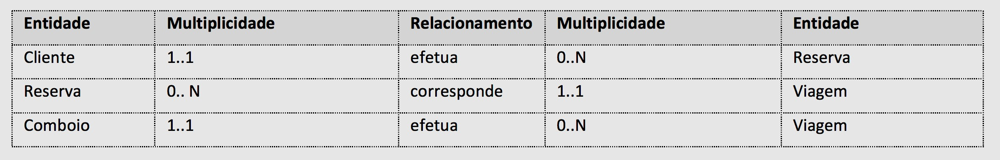 Entidade Multiplicidade Relacionamento Multiplicidade Entidade
Cliente 1..1 efetua 0..N Reserva
Reserva 0.. N corresponde 1..1 Viagem
Comboio 1..1 efetua 0..N Viagem